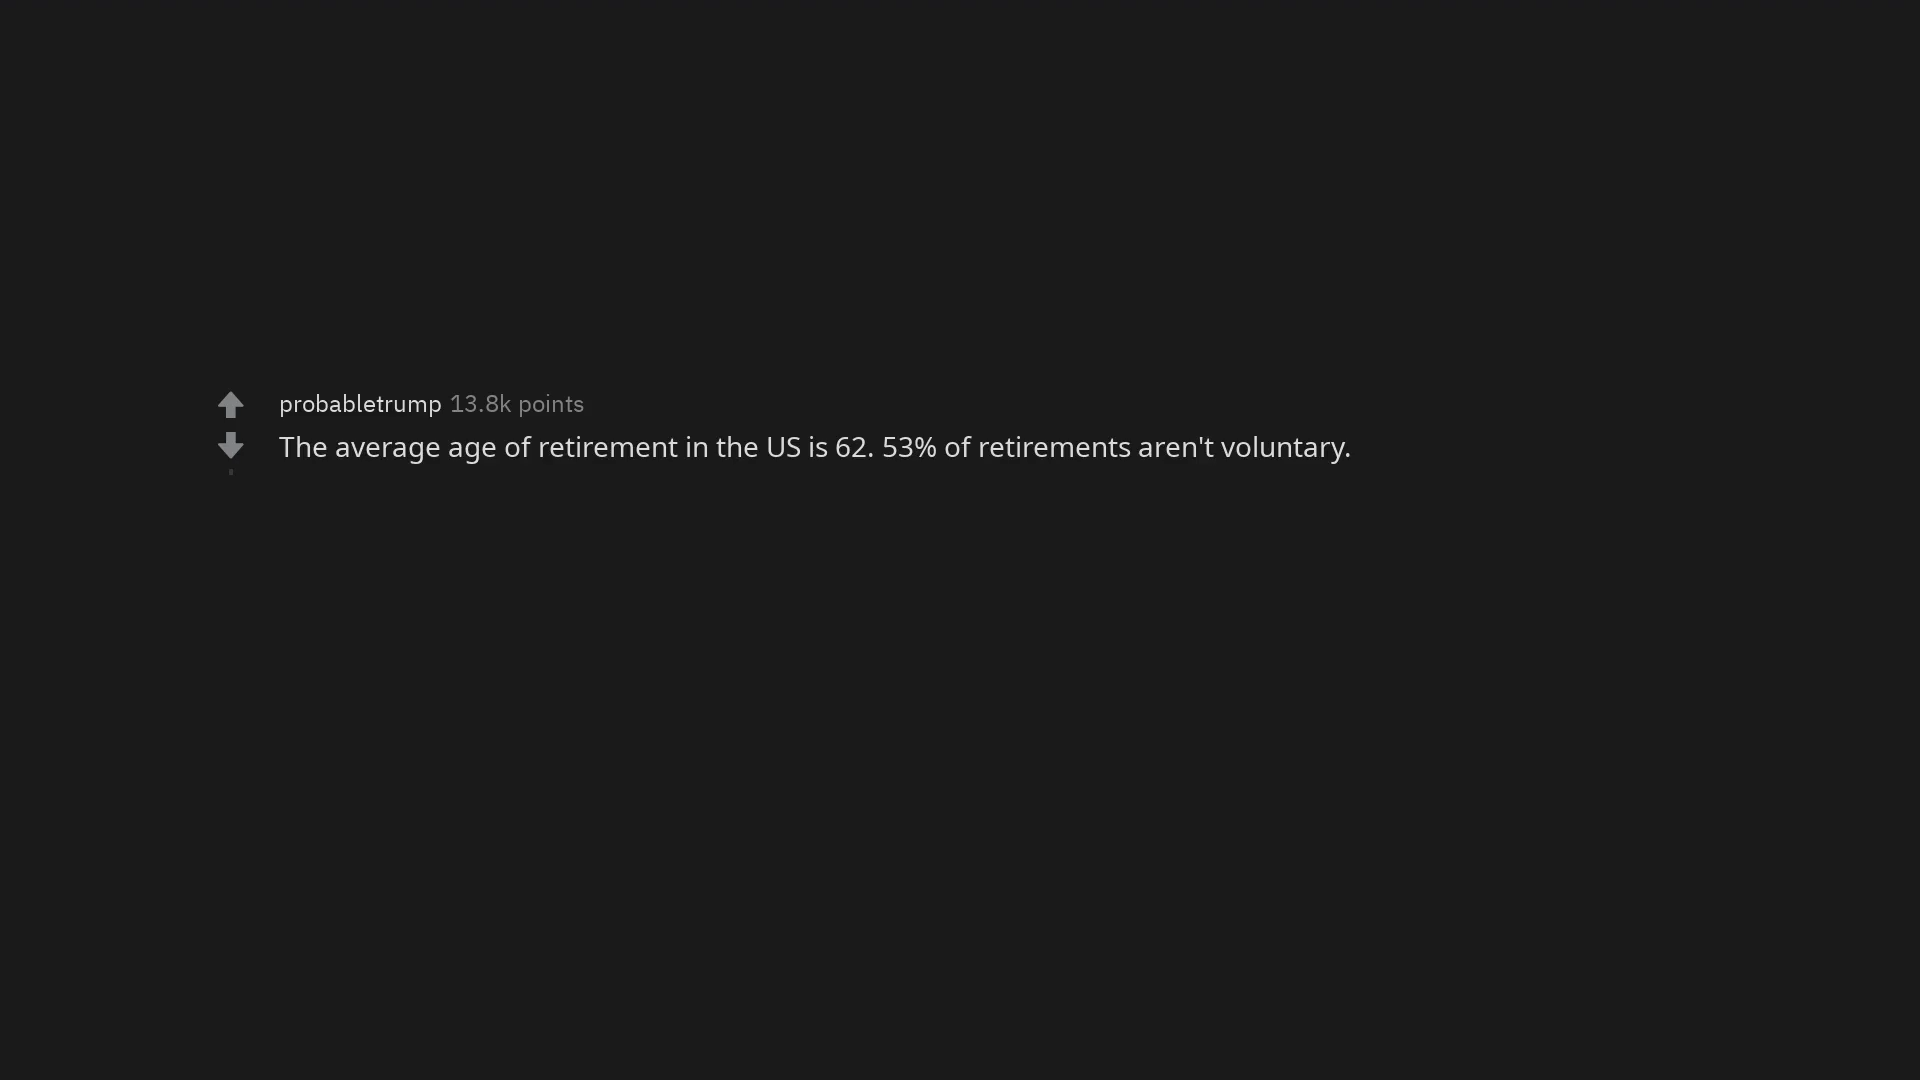 probabletrump 13.8k points
The average age of retirement in the US is 62. 53% of retirements aren't voluntary.